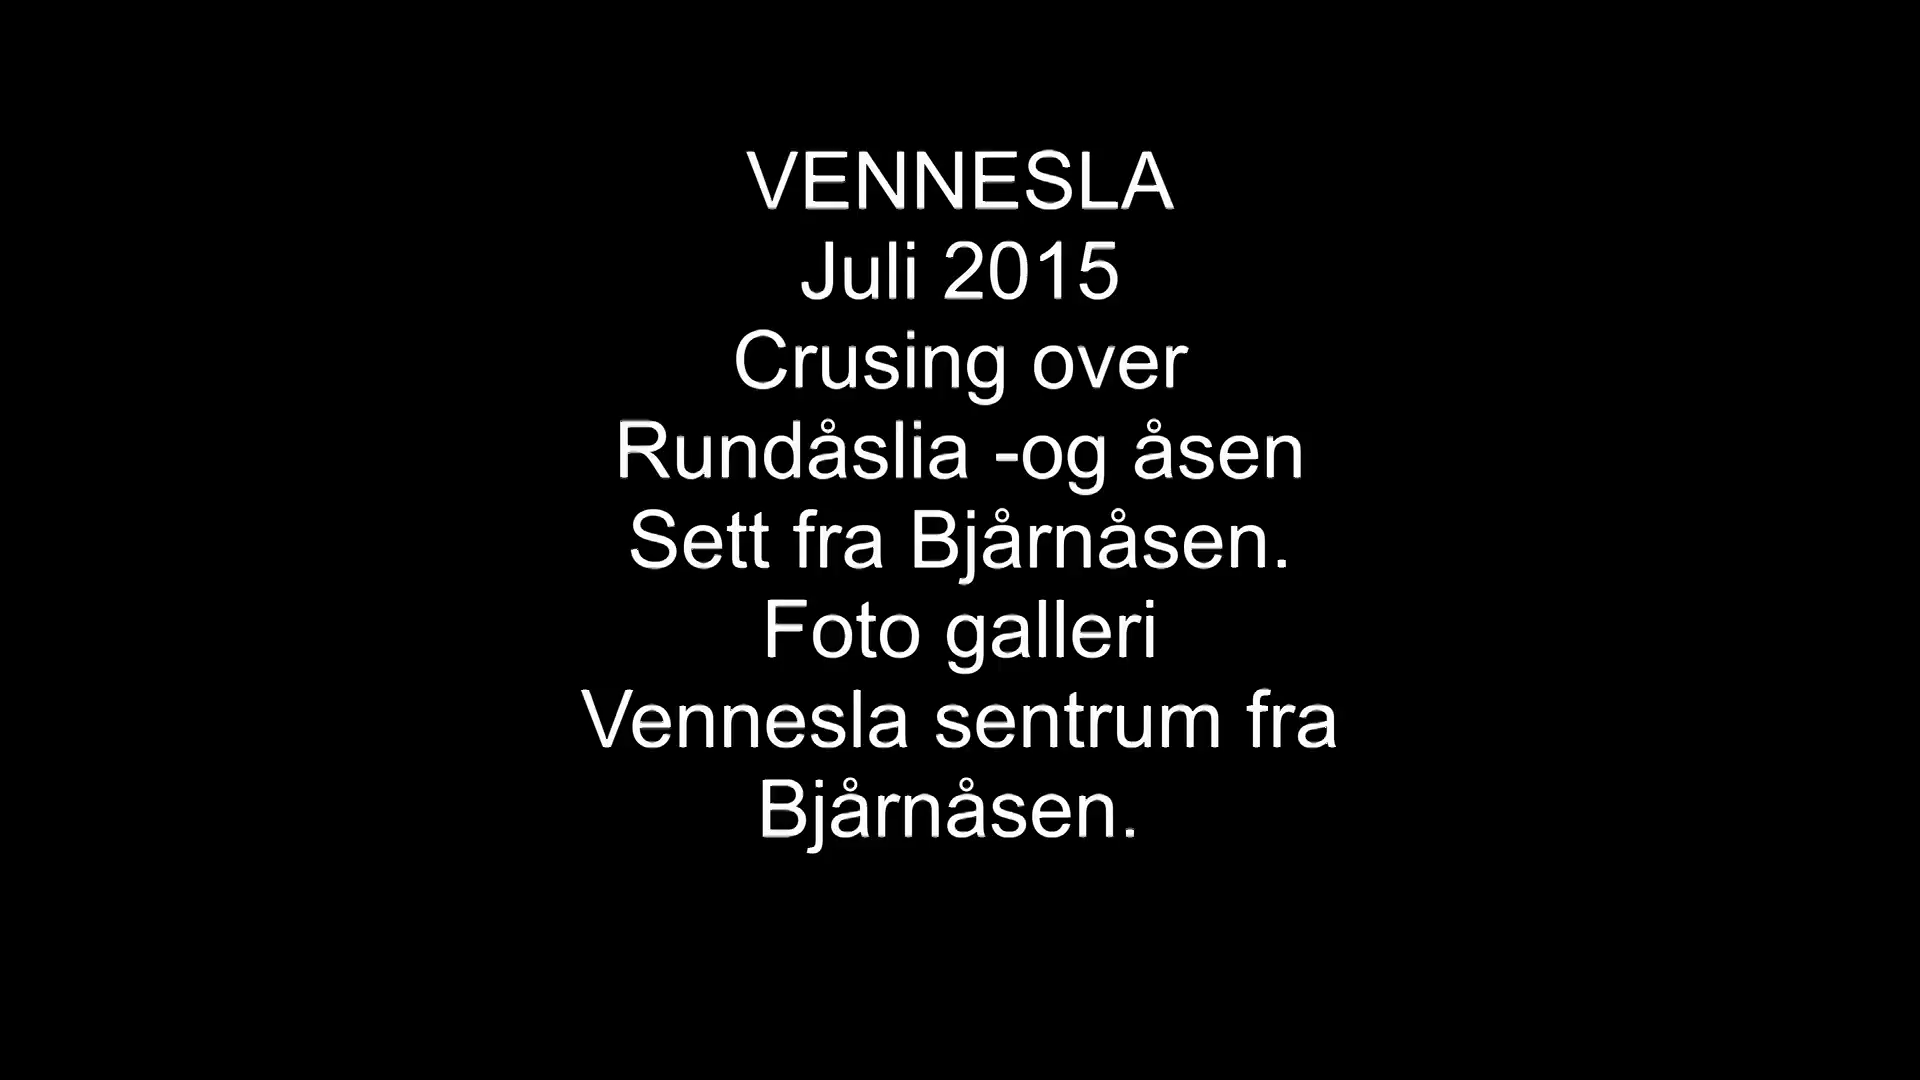 VENNESLA
Juli 2015
Crusing over
Rundåslia -og åsen
Sett fra Bjårnåsen.
Foto galleri
Vennesla sentrum fra
Bjårnåsen.